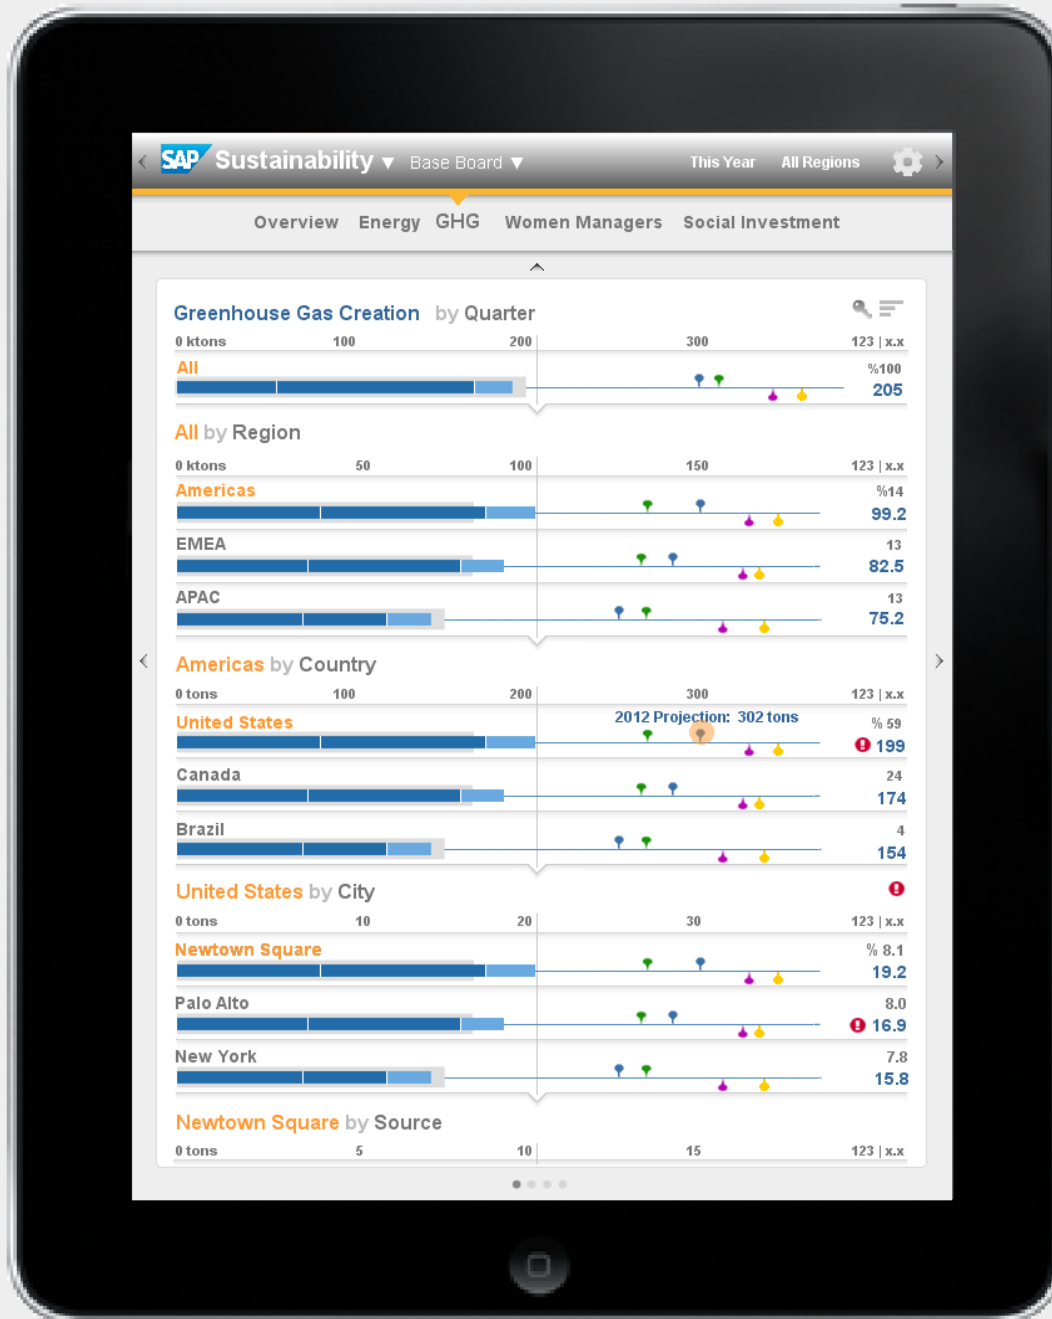 SAP Sustainability ▼ Base Board ▼ This Year All Regions
Overview Energy GHG Women Managers Social Investment
Greenhouse Gas Creation by Quarter
0 ktons 100 200 300 123 | x.x
All %100
205
All by Region
0 ktons 50 100 150 123 | x.x
Americas %14
99.2
EMEA 13
82.5
APAC 13
75.2
Americas by Country
0 tons 100 200 300 123 | x.x
United States 2012 Projection: 302 tons % 59
199
Canada 24
174
Brazil 4
154
United States by City
0 tons 10 20 30 123 | x.x
Newtown Square % 8.1
19.2
Palo Alto 8.0
16.9
New York 7.8
15.8
Newtown Square by Source
0 tons 5 10 15 123 | x.x